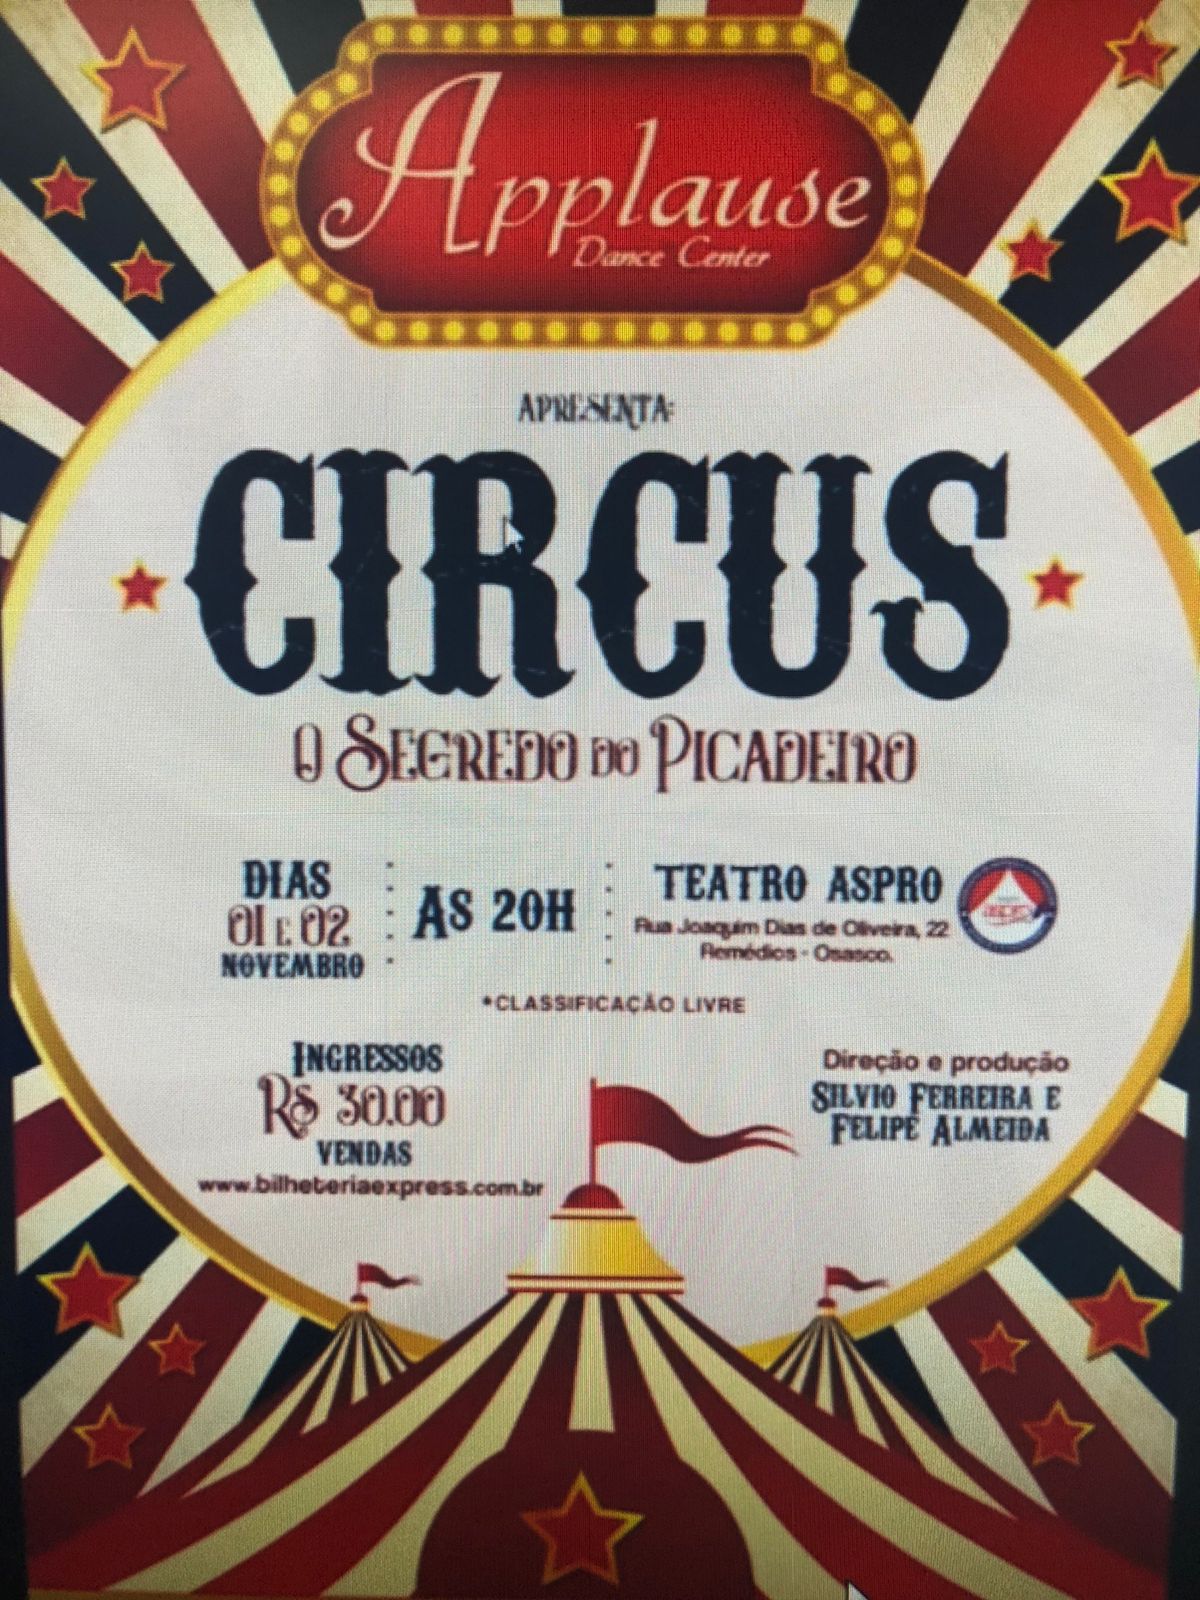 Applause
Dance Center
APRESENTA:
CIRCUS
O SEGREDO DO PICADEIRO
DIAS
01 E 02
NOVEMBRO
AS 20H
TEATRO ASPRO
Rua Joaquim Dias de Oliveira, 22
Remédios - Osasco.
*CLASSIFICAÇÃO LIVRE
INGRESSOS
R$ 30.00
VENDAS
www.bilheteriaexpress.com.br
Direção e produção
SILVIO FERREIRA E
FELIPE ALMEIDA